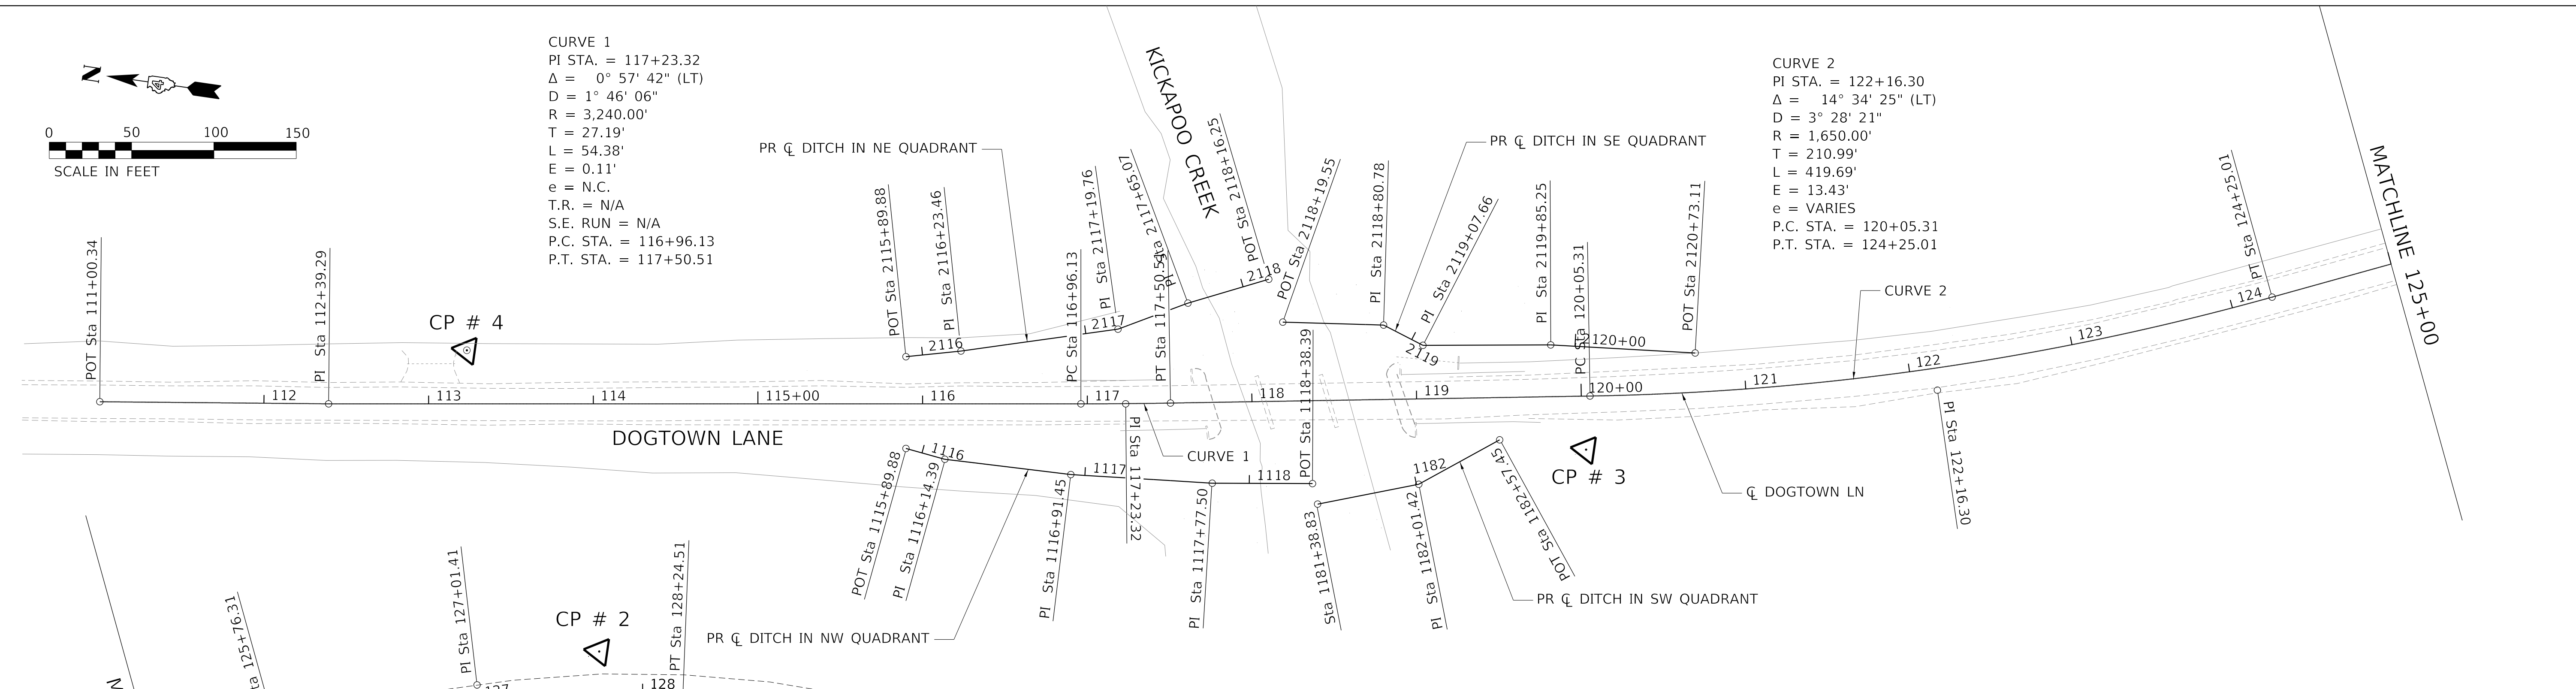 N
0 50 100 150
SCALE IN FEET
CURVE 1
PI STA. = 117+23.32
Δ = 0° 57' 42" (LT)
D = 1° 46' 06"
R = 3,240.00'
T = 27.19'
L = 54.38'
E = 0.11'
e = N.C.
T.R. = N/A
S.E. RUN = N/A
P.C. STA. = 116+96.13
P.T. STA. = 117+50.51
CURVE 2
PI STA. = 122+16.30
Δ = 14° 34' 25" (LT)
D = 3° 28' 21"
R = 1,650.00'
T = 210.99'
L = 419.69'
E = 13.43'
e = VARIES
P.C. STA. = 120+05.31
P.T. STA. = 124+25.01
KICKAPOO CREEK
PR ℄ DITCH IN NE QUADRANT
PR ℄ DITCH IN SE QUADRANT
MATCHLINE 125+00
POT Sta 111+00.34
PI Sta 112+39.29
CP # 4
POT Sta 2115+89.88
PI Sta 2116+23.46
PC Sta 116+96.13
PI Sta 2117+19.76
PT Sta 117+50.51
PI Sta 2117+65.07
POT Sta 2118+16.25
POT Sta 2118+19.55
PI Sta 2118+80.78
PI Sta 2119+07.66
PI Sta 2119+85.25
PC Sta 120+05.31
POT Sta 2120+73.11
PT Sta 124+25.01
2116
2117
2118
2119
2120+00
CURVE 2
112
113
114
115+00
116
117
118
119
120+00
121
122
123
124
DOGTOWN LANE
CURVE 1
POT Sta 1118+38.39
PI Sta 117+23.32
1116
1117
1118
1182
CP # 3
℄ DOGTOWN LN
PI Sta 122+16.30
POT Sta 1115+89.88
PI Sta 1116+14.39
PI Sta 1116+91.45
PI Sta 1117+77.50
Sta 1181+38.83
PI Sta 1182+01.42
POT Sta 1182+57.45
PR ℄ DITCH IN SW QUADRANT
PR ℄ DITCH IN NW QUADRANT
125+76.31
PI Sta 127+01.41
CP # 2
PT Sta 128+24.51
127
128